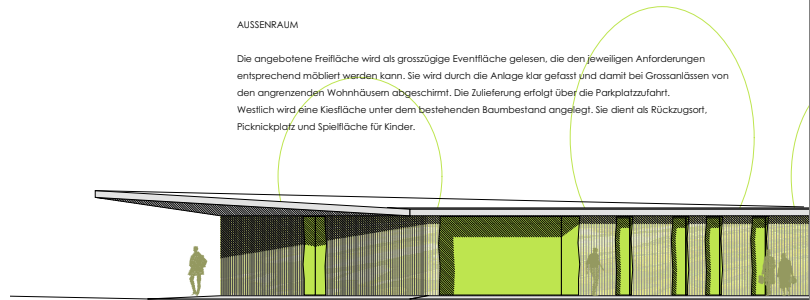 AUSSENRAUM
Die angebotene Freifläche wird als grosszügige Eventfläche gelesen, die den jeweiligen Anforderungen
entsprechend möbliert werden kann. Sie wird durch die Anlage klar gefasst und damit bei Grossanlässen von
den angrenzenden Wohnhäusern abgeschirmt. Die Zulieferung erfolgt über die Parkplatzzufahrt.
Westlich wird eine Kiesfläche unter dem bestehenden Baumbestand angelegt. Sie dient als Rückzugsort,
Picknickplatz und Spielfläche für Kinder.